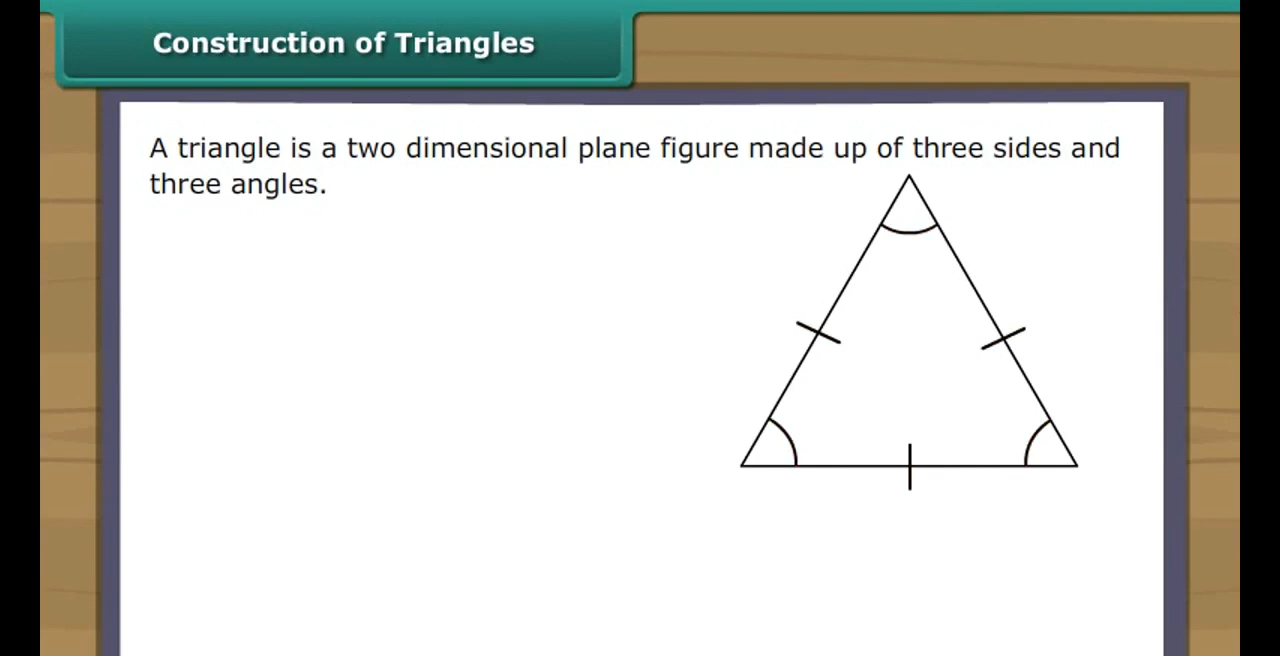 Construction of Triangles
A triangle is a two dimensional plane figure made up of three sides and
three angles.